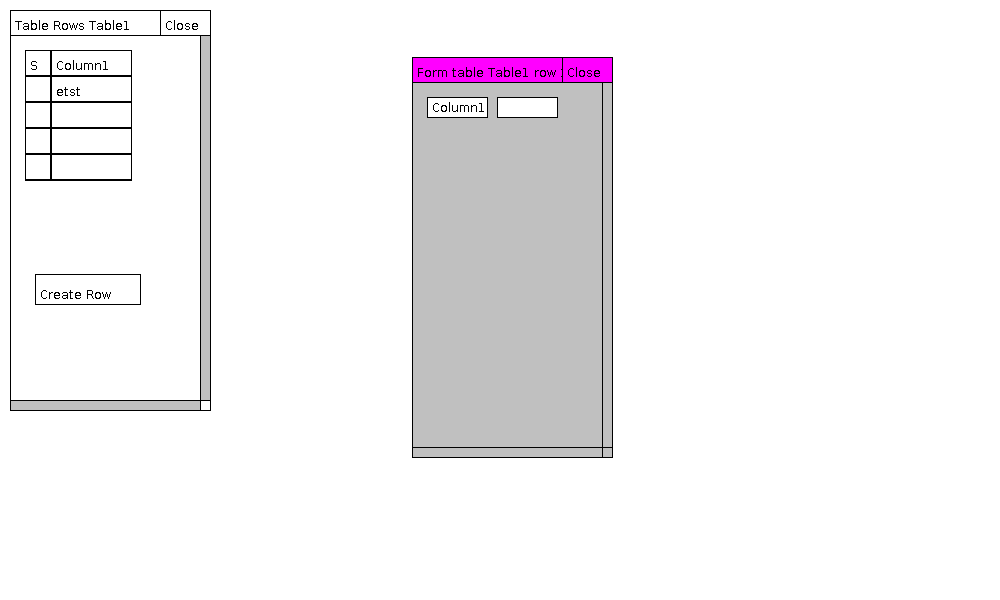 Table Rows Table1 Close
S Column1
etst
Create Row
Form table Table1 row Close
Column1